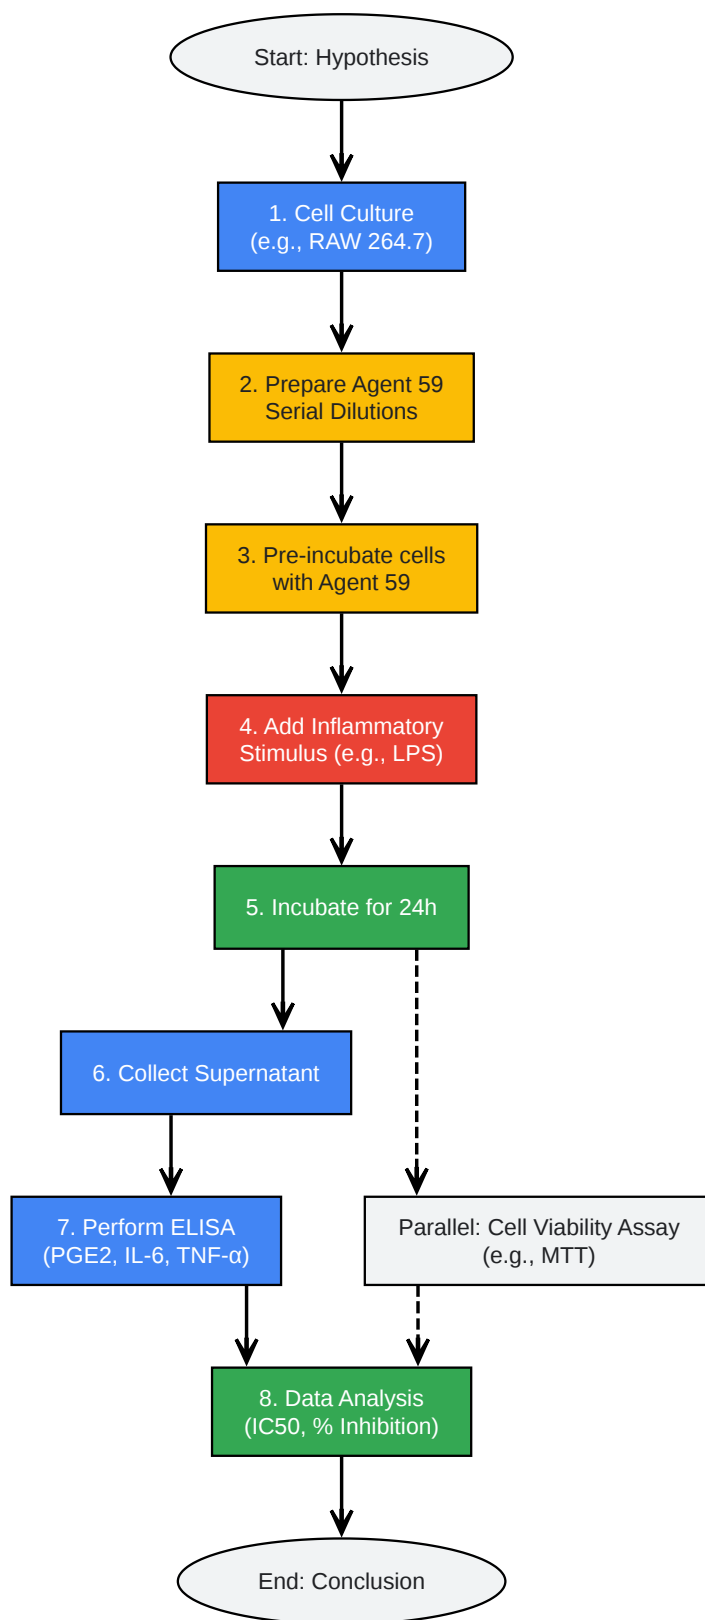 Start: Hypothesis
1. Cell Culture
(e.g., RAW 264.7)
2. Prepare Agent 59
Serial Dilutions
3. Pre-incubate cells
with Agent 59
4. Add Inflammatory
Stimulus (e.g., LPS)
5. Incubate for 24h
6. Collect Supernatant
7. Perform ELISA
(PGE2, IL-6, TNF-α)
Parallel: Cell Viability Assay
(e.g., MTT)
8. Data Analysis
(IC50, % Inhibition)
End: Conclusion